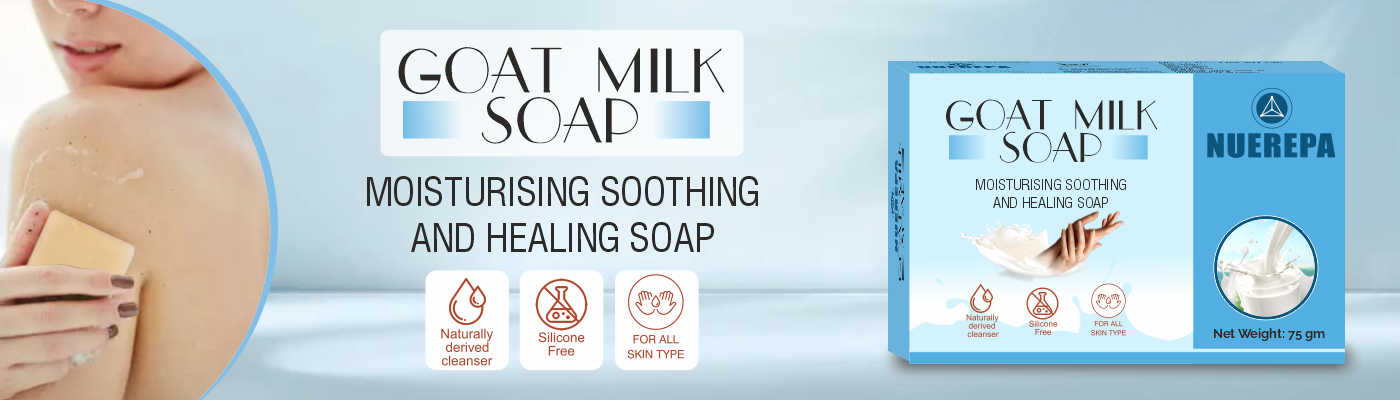 GOAT MILK
SOAP
MOISTURISING SOOTHING
AND HEALING SOAP
Naturally
derived
cleanser
Silicone
Free
FOR ALL
SKIN TYPE
GOAT MILK
SOAP
MOISTURISING SOOTHING
AND HEALING SOAP
Naturally
derived
cleanser
Silicone
Free
FOR ALL
SKIN TYPE
NUEREPA
Net Weight: 75 gm